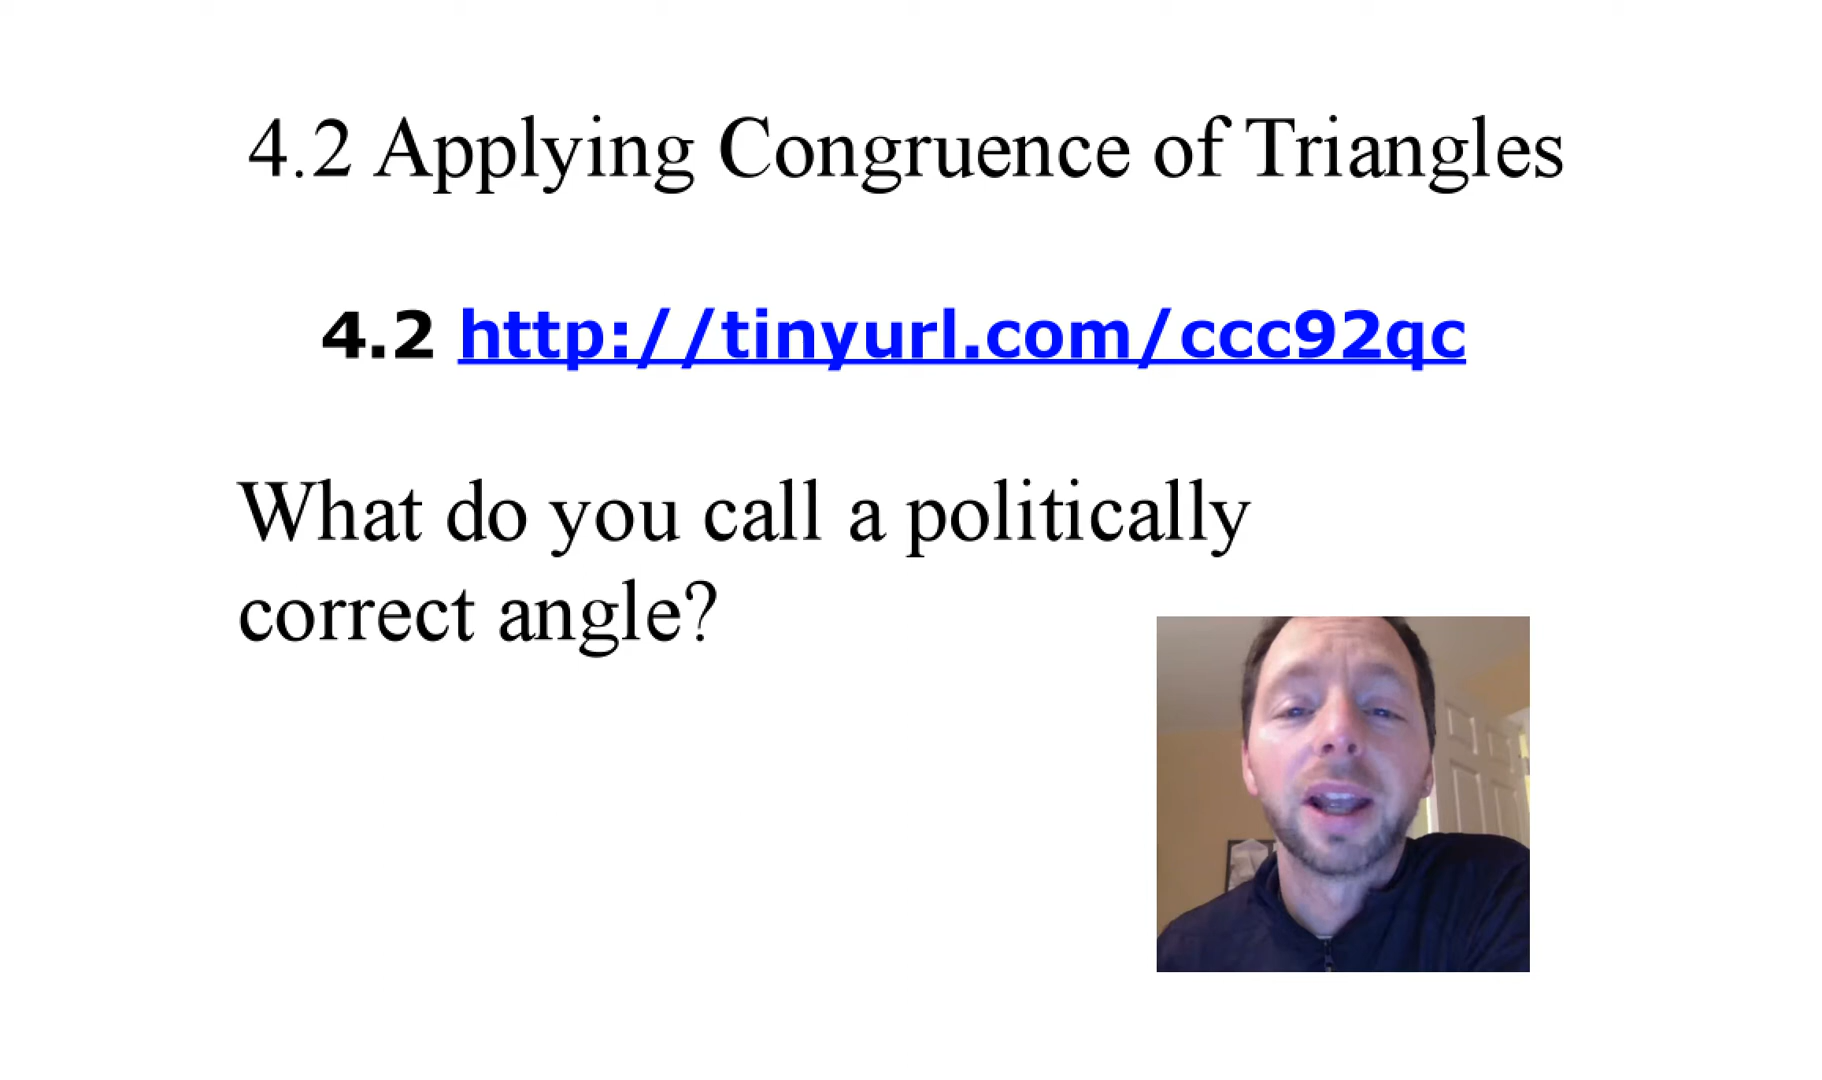 4.2 Applying Congruence of Triangles
4.2 http://tinyurl.com/ccc92qc
What do you call a politically
correct angle?